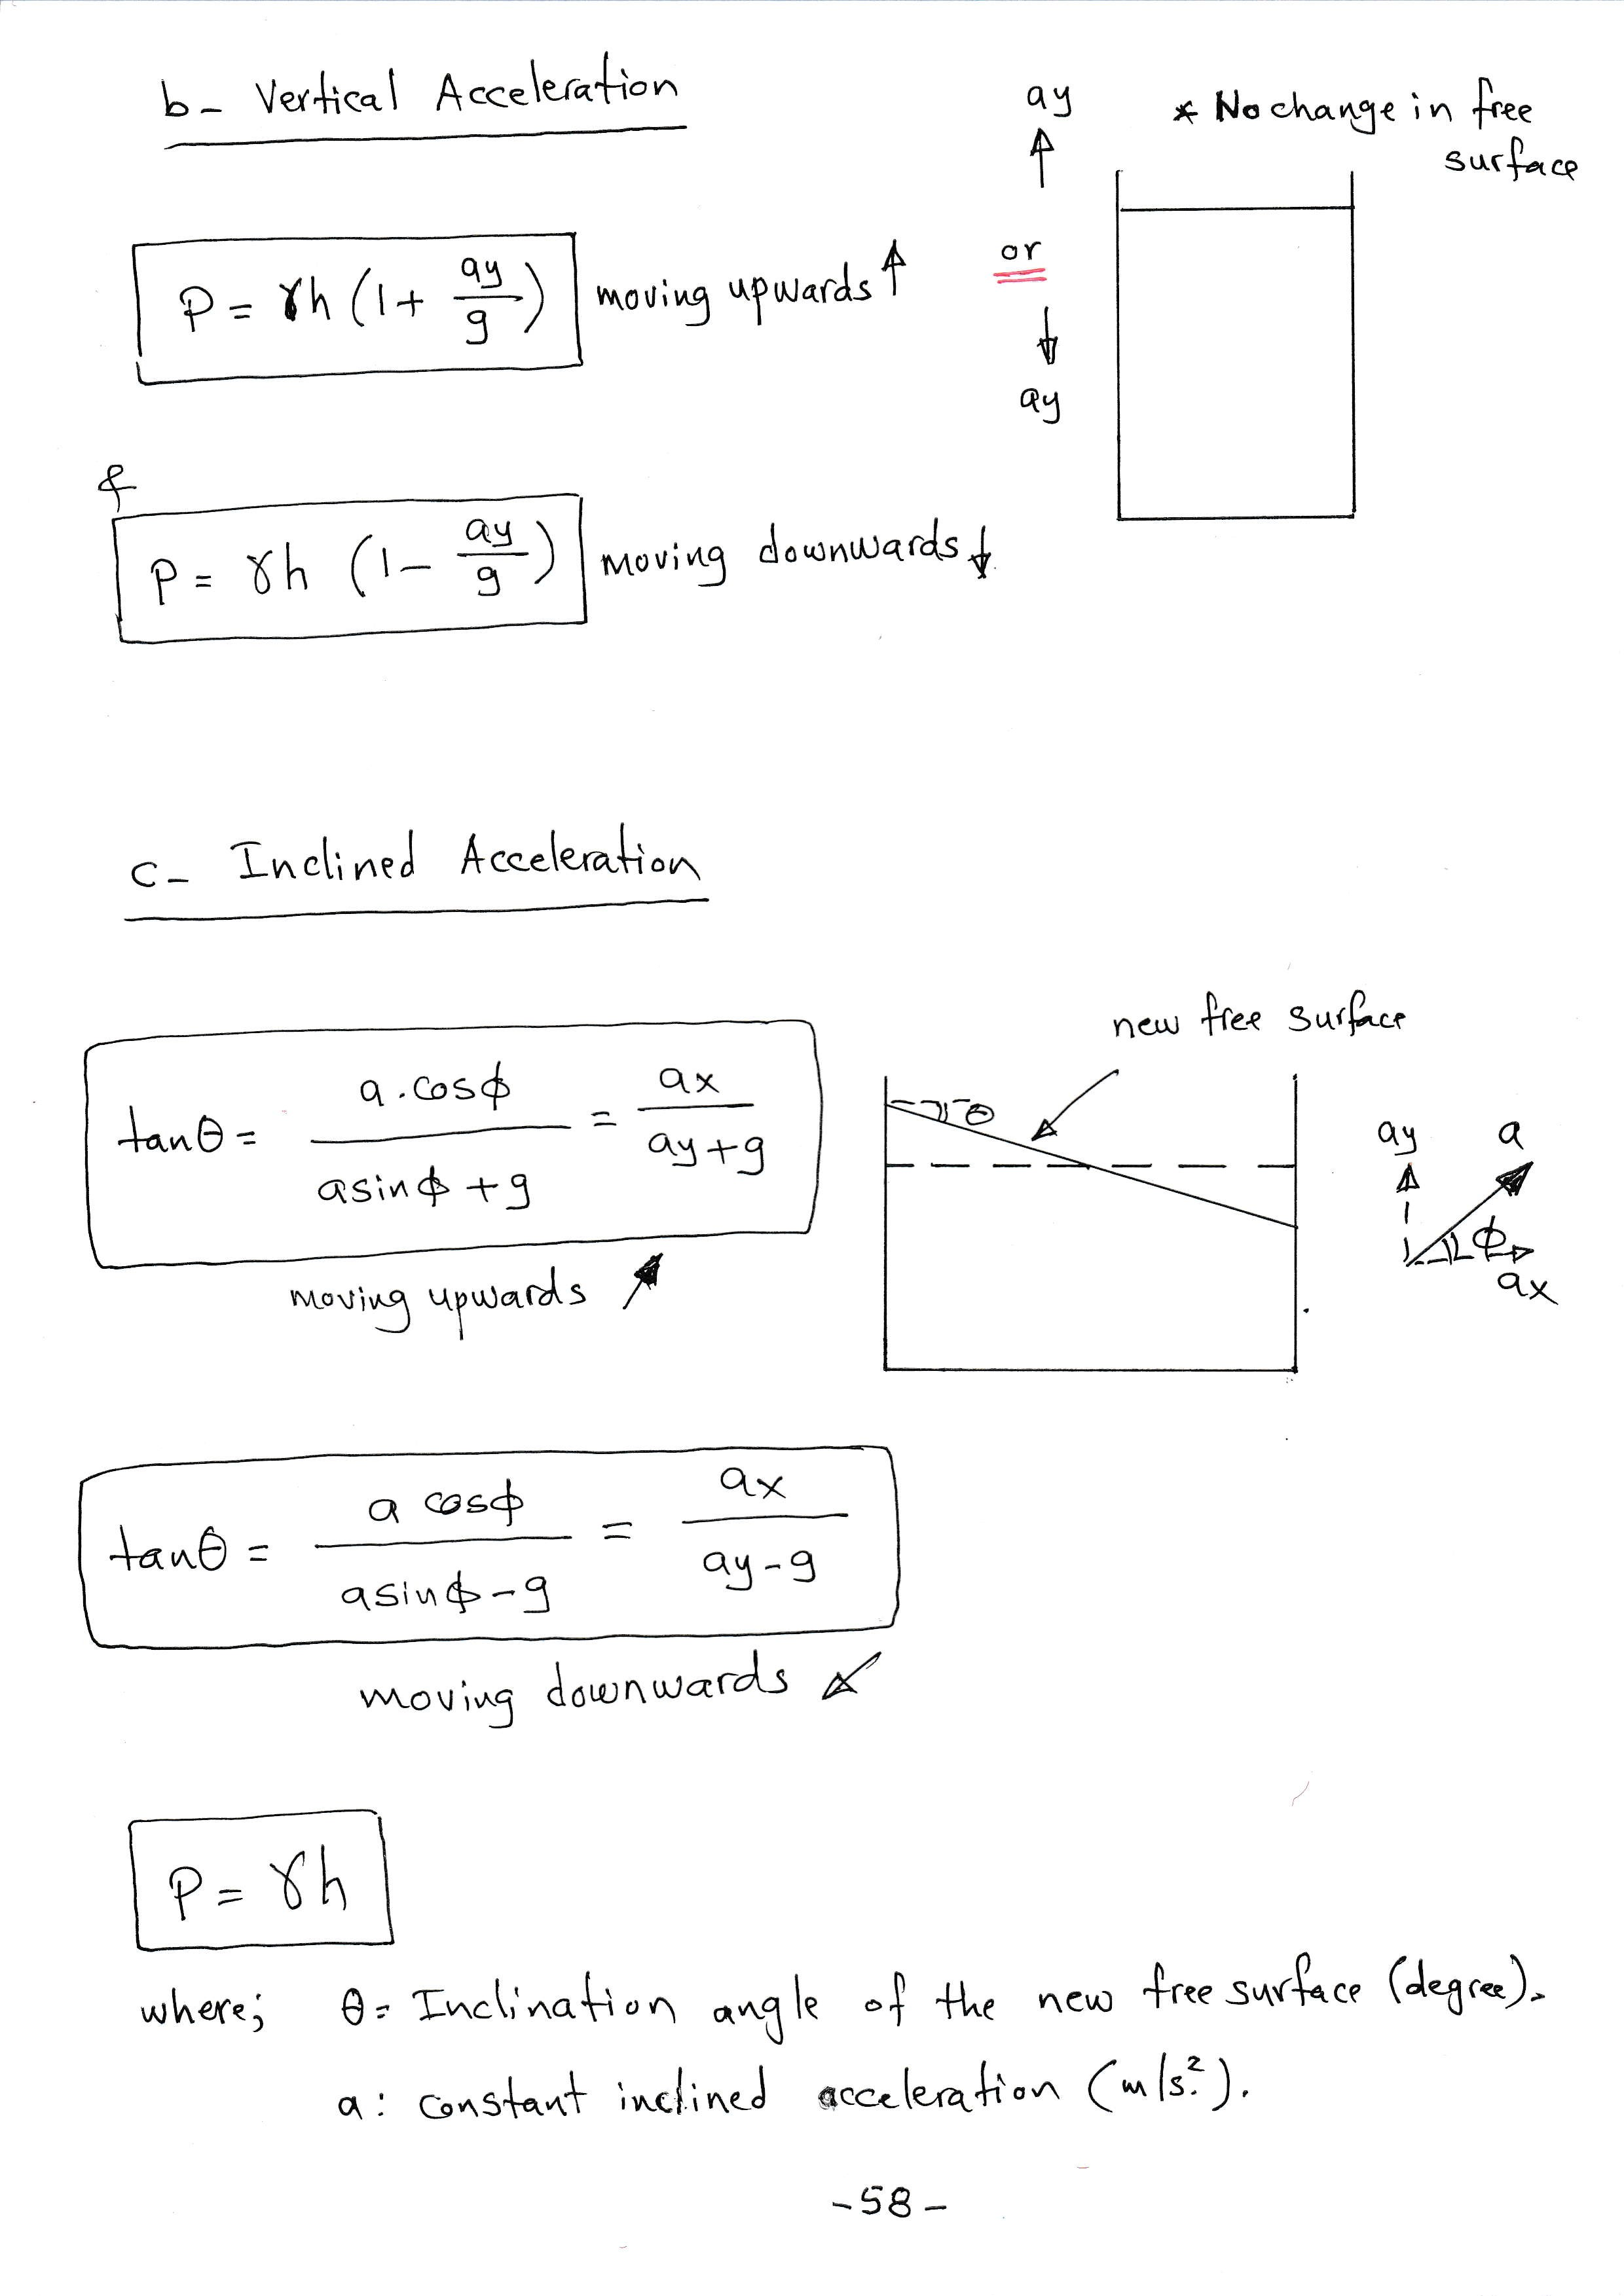 b- Vertical Acceleration
ay
* No change in free
surface
P = γh (1 + ay/g) moving upwards ↑
or
ay
&
P = γh (1 - ay/g) moving downwards ↓
c- Inclined Acceleration
new free surface
tanθ = a.cosφ / asinφ + g = ax / ay + g
θ
ay a
φ
ax
moving upwards ↗
tanθ = a cosφ / asinφ - g = ax / ay - g
moving downwards ↙
P = γh
where; θ = Inclination angle of the new free surface (degree).
a: constant inclined acceleration (m/s².).
-58-